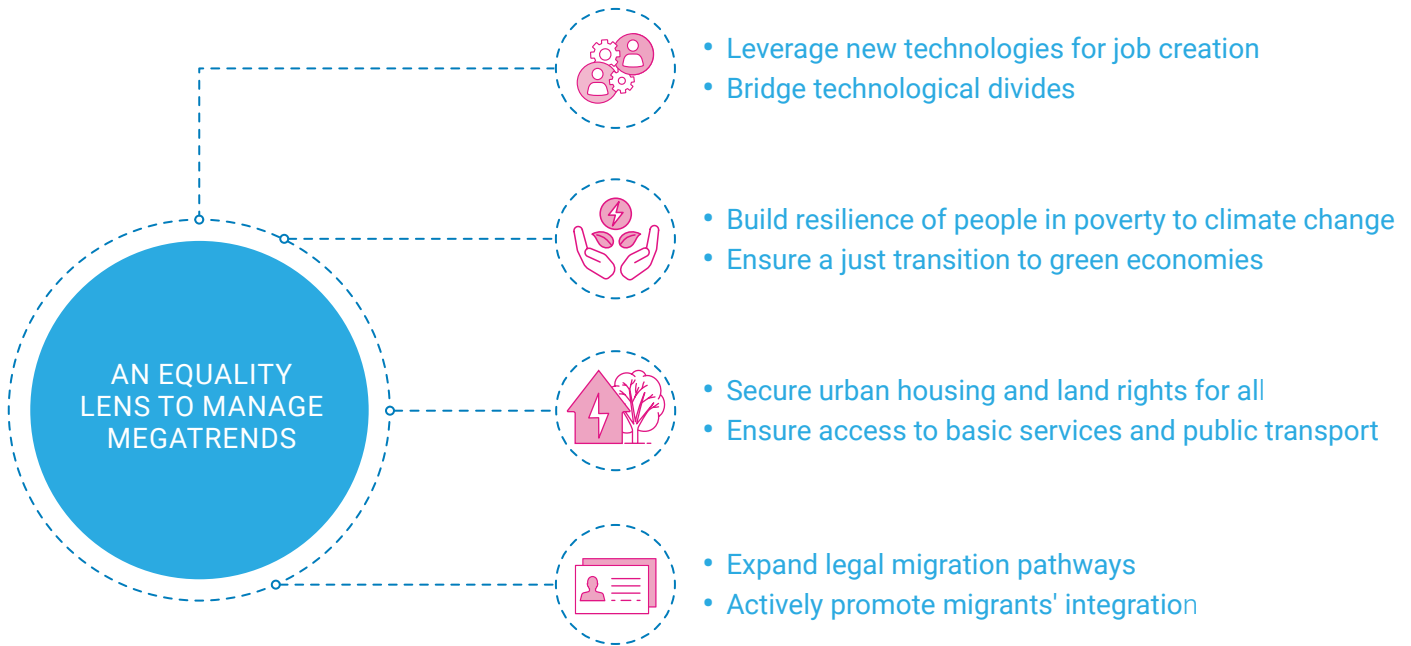 • Leverage new technologies for job creation
• Bridge technological divides
• Build resilience of people in poverty to climate change
• Ensure a just transition to green economies
AN EQUALITY
LENS TO MANAGE
MEGATRENDS
• Secure urban housing and land rights for all
• Ensure access to basic services and public transport
• Expand legal migration pathways
• Actively promote migrants' integration